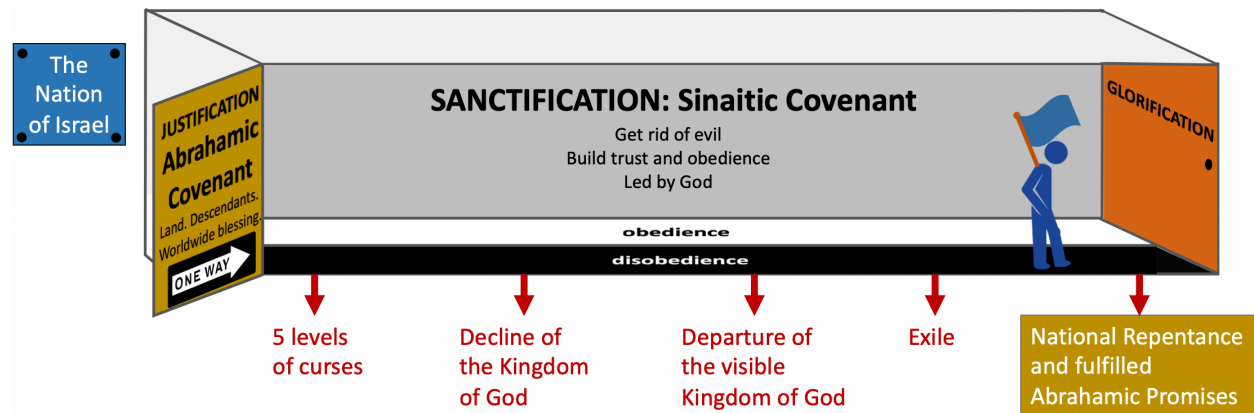 The
Nation
of Israel
JUSTIFICATION
Abrahamic
Covenant
Land. Descendants.
Worldwide blessing.
ONE WAY
SANCTIFICATION: Sinaitic Covenant
Get rid of evil
Build trust and obedience
Led by God
GLORIFICATION
obedience
disobedience
5 levels
of curses
Decline of
the Kingdom
of God
Departure of
the visible
Kingdom of God
Exile
National Repentance
and fulfilled
Abrahamic Promises